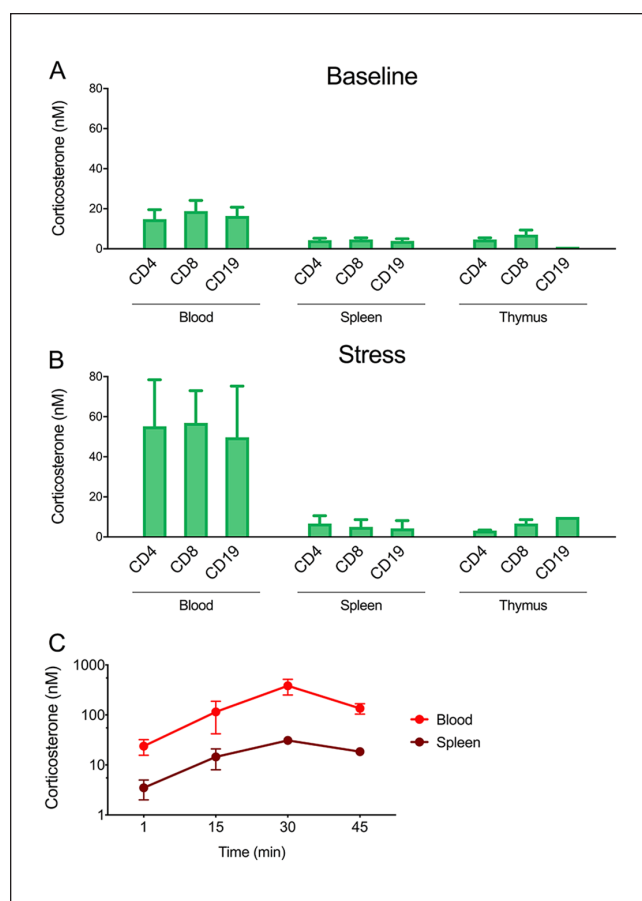 A
Baseline
Corticosterone (nM)
80
60
40
20
0
CD4 CD8 CD19 CD4 CD8 CD19 CD4 CD8 CD19
Blood Spleen Thymus
B
Stress
Corticosterone (nM)
80
60
40
20
0
CD4 CD8 CD19 CD4 CD8 CD19 CD4 CD8 CD19
Blood Spleen Thymus
C
Corticosterone (nM)
1000
100
10
1
1 15 30 45
Time (min)
Blood
Spleen